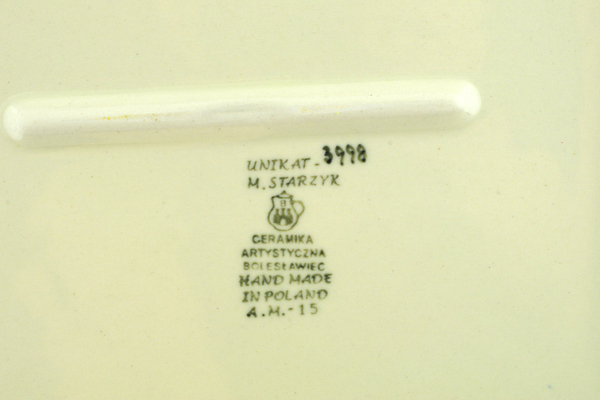 UNIKAT - 3998
M. STARZYK
CERAMIKA
ARTYSTYCZNA
BOLESŁAWIEC
HAND MADE
IN POLAND
A.M. - 15